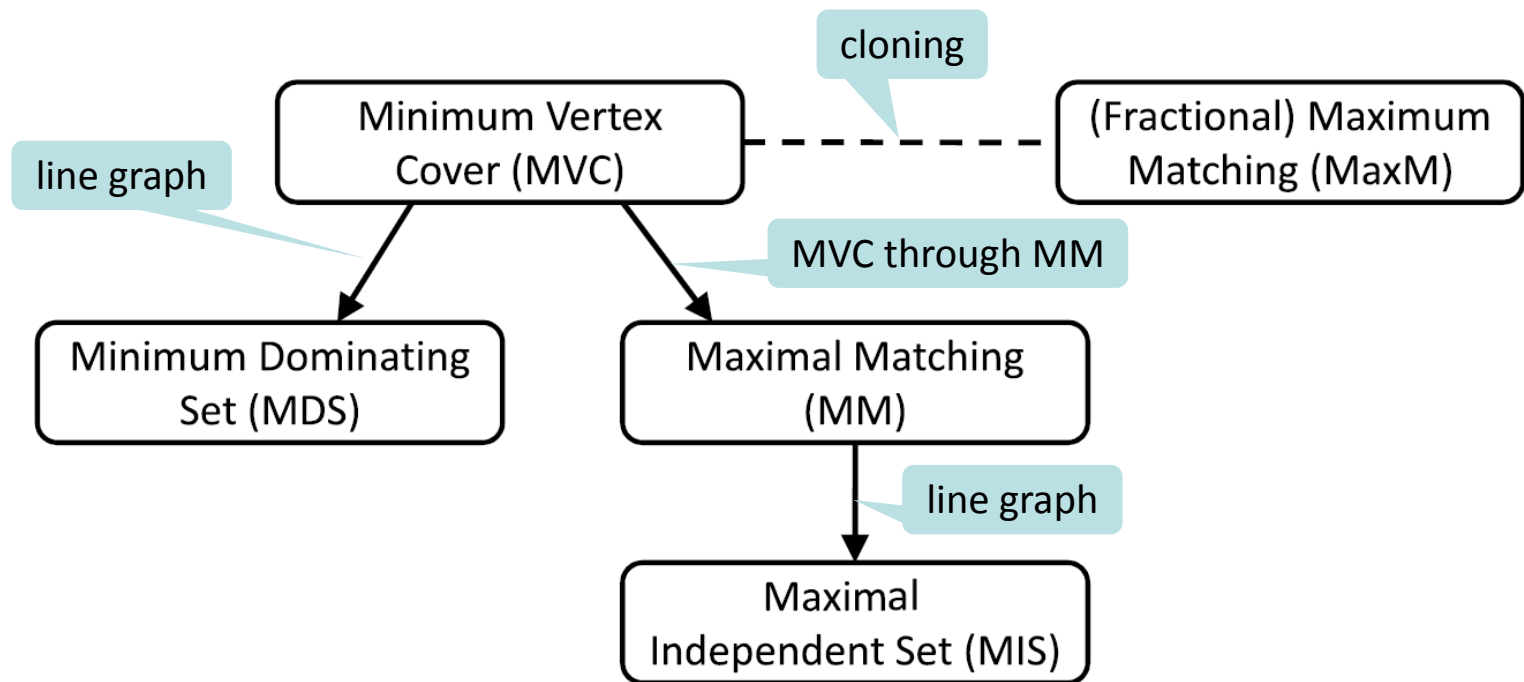 cloning
Minimum Vertex
Cover (MVC)
(Fractional) Maximum
Matching (MaxM)
line graph
MVC through MM
Minimum Dominating
Set (MDS)
Maximal Matching
(MM)
line graph
Maximal
Independent Set (MIS)